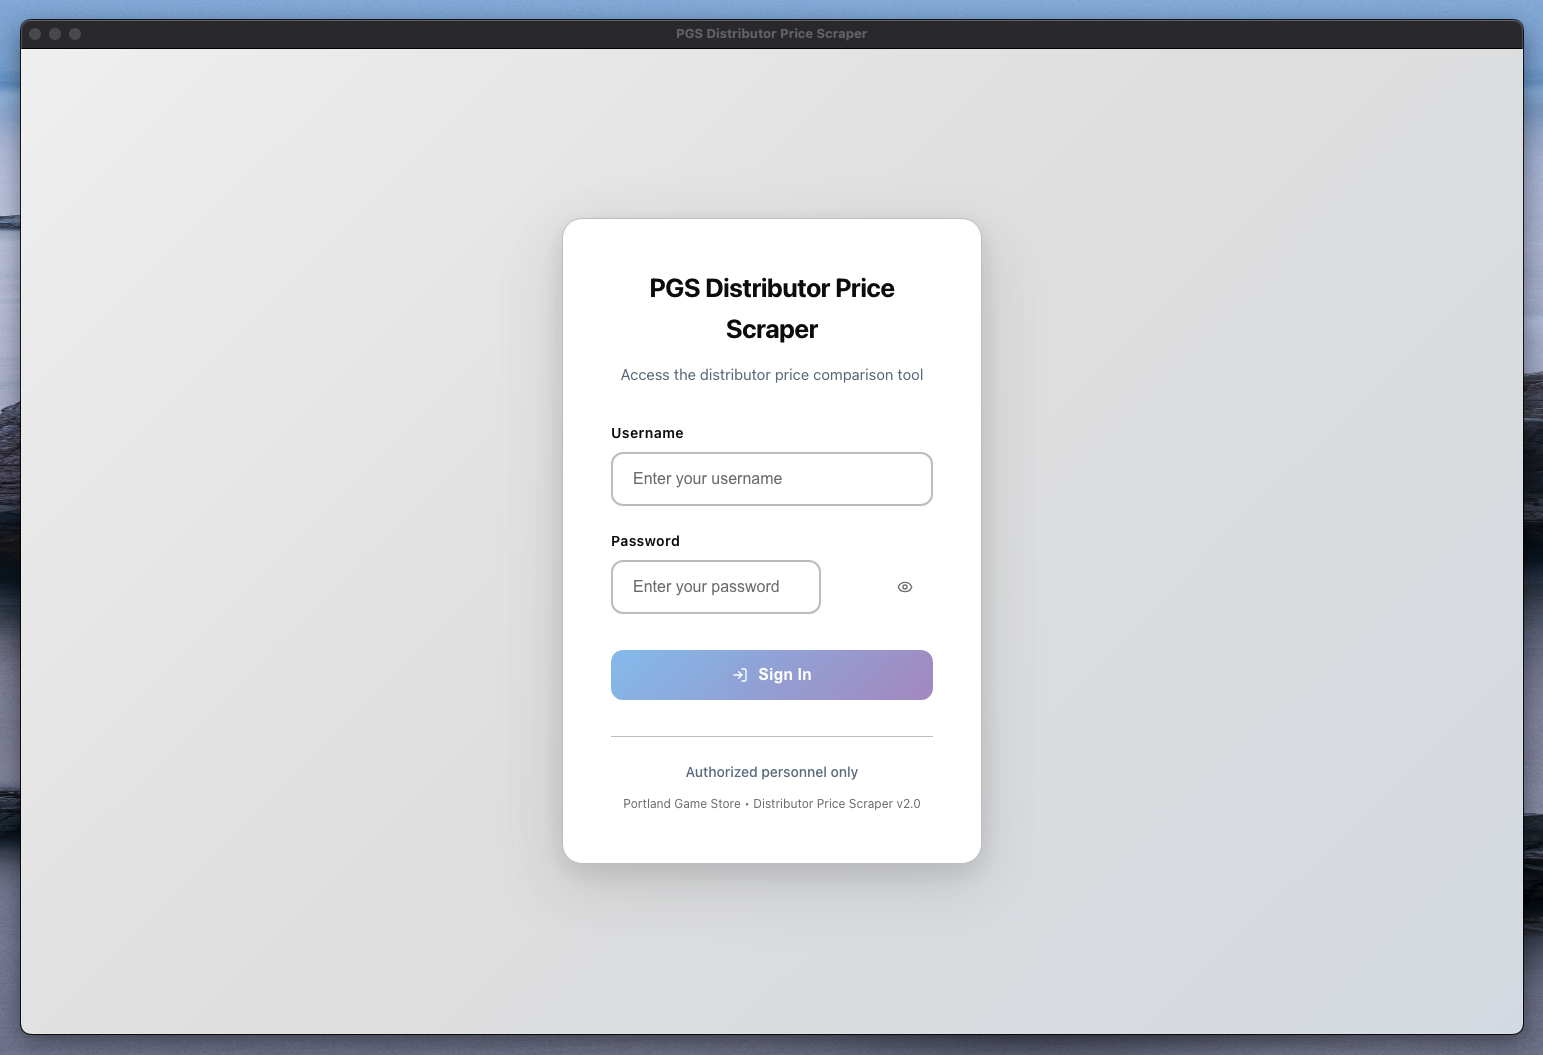 PGS Distributor Price Scraper
PGS Distributor Price
Scraper
Access the distributor price comparison tool
Username
Enter your username
Password
Enter your password
Sign In
Authorized personnel only
Portland Game Store • Distributor Price Scraper v2.0